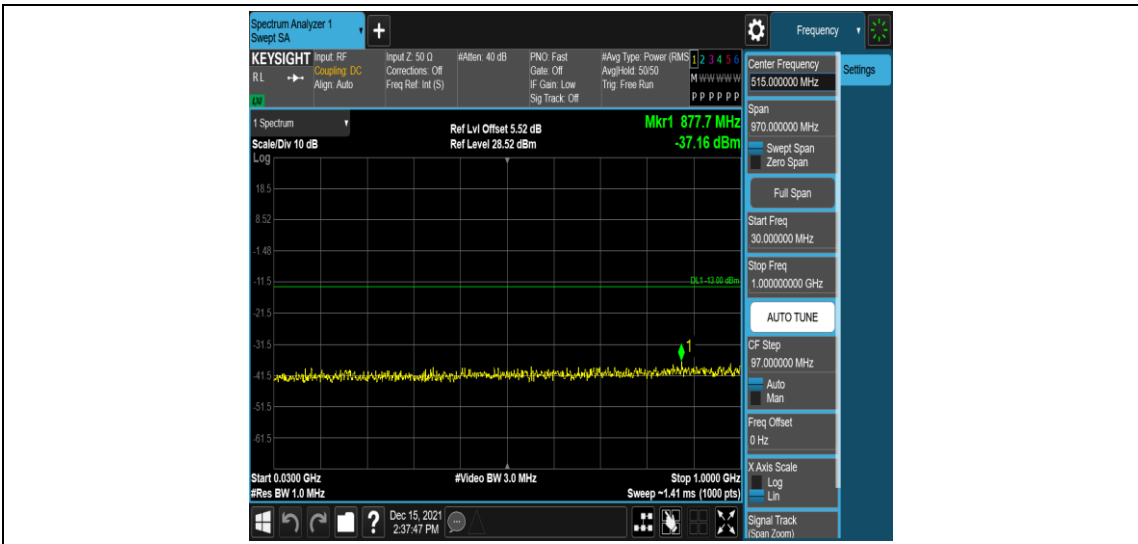 Spectrum Analyzer 1
Swept SA
Frequency
KEYSIGHT
RL
LXI
Input: RF
Coupling: DC
Align: Auto
Input Z: 50 Ω
Corrections: Off
Freq Ref: Int (S)
#Atten: 40 dB
PNO: Fast
Gate: Off
IF Gain: Low
Sig Track: Off
#Avg Type: Power (RMS
Avg|Hold: 50/50
Trig: Free Run
1 2 3 4 5 6
M W W W W W
P P P P P P
1 Spectrum
Scale/Div 10 dB
Log
Ref Lvl Offset 5.52 dB
Ref Level 28.52 dBm
Mkr1 877.7 MHz
-37.16 dBm
18.5
8.52
-1.48
-11.5
DL1 -13.00 dBm
-21.5
-31.5
1
-41.5
-51.5
-61.5
Start 0.0300 GHz
#Video BW 3.0 MHz
Stop 1.0000 GHz
#Res BW 1.0 MHz
Sweep ~1.41 ms (1000 pts)
?
Dec 15, 2021
2:37:47 PM
Center Frequency
515.000000 MHz
Settings
Span
970.000000 MHz
Swept Span
Zero Span
Full Span
Start Freq
30.000000 MHz
Stop Freq
1.000000000 GHz
AUTO TUNE
CF Step
97.000000 MHz
Auto
Man
Freq Offset
0 Hz
X Axis Scale
Log
Lin
Signal Track
(Span Zoom)